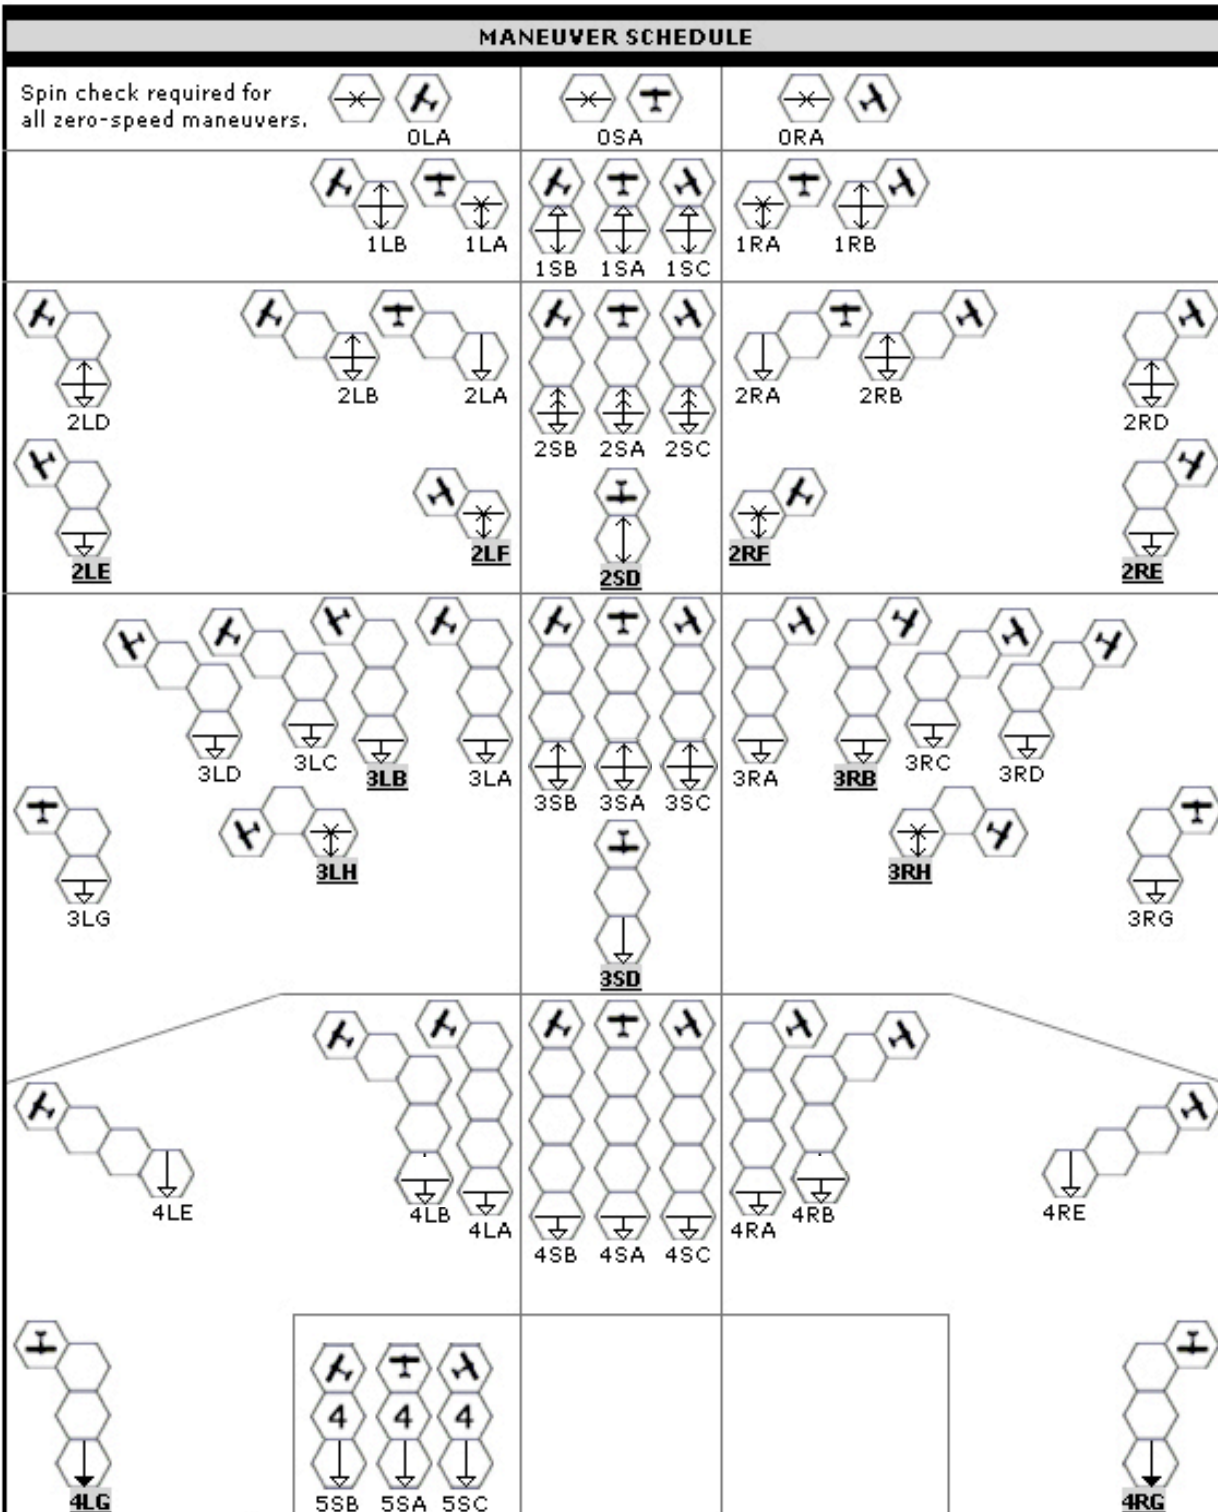 MANEUVER SCHEDULE
Spin check required for
all zero-speed maneuvers.
0LA 0SA 0RA
1LB 1LA 1RA 1RB
1SB 1SA 1SC
2LD 2LB 2LA 2RA 2RB 2RD
2SB 2SA 2SC
2LE 2LF 2SD 2RF 2RE
3LD 3LC 3LB 3LA 3RA 3RB 3RC 3RD
3SB 3SA 3SC
3LH 3RH
3LG 3RG
3SD
4LE 4LB 4LA 4RA 4RB 4RE
4SB 4SA 4SC
4 4 4
4LG 5SB 5SA 5SC 4RG